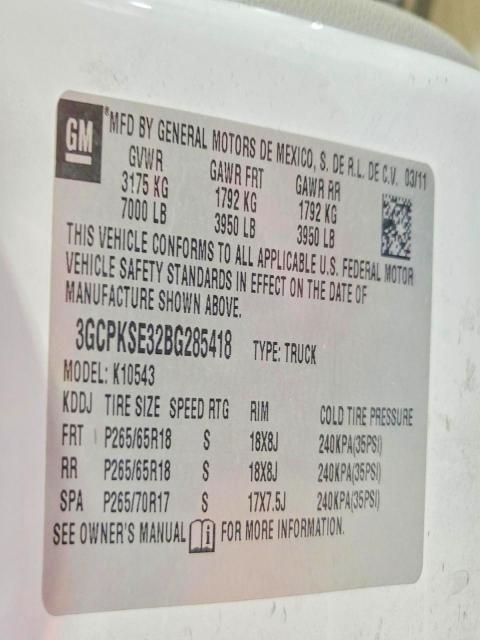 GM
*MFD BY GENERAL MOTORS DE MEXICO, S. DE R.L. DE C.V. 03/11
GVWR GAWR FRT GAWR RR
3175 KG 1792 KG 1792 KG
7000 LB 3950 LB 3950 LB
THIS VEHICLE CONFORMS TO ALL APPLICABLE U.S. FEDERAL MOTOR
VEHICLE SAFETY STANDARDS IN EFFECT ON THE DATE OF
MANUFACTURE SHOWN ABOVE.
3GCPKSE32BG285418 TYPE: TRUCK
MODEL: K10543
KDDJ TIRE SIZE SPEED RTG RIM COLD TIRE PRESSURE
FRT P265/65R18 S 18X8J 240KPA(35PSI)
RR P265/65R18 S 18X8J 240KPA(35PSI)
SPA P265/70R17 S 17X7.5J 240KPA(35PSI)
SEE OWNER'S MANUAL i FOR MORE INFORMATION.